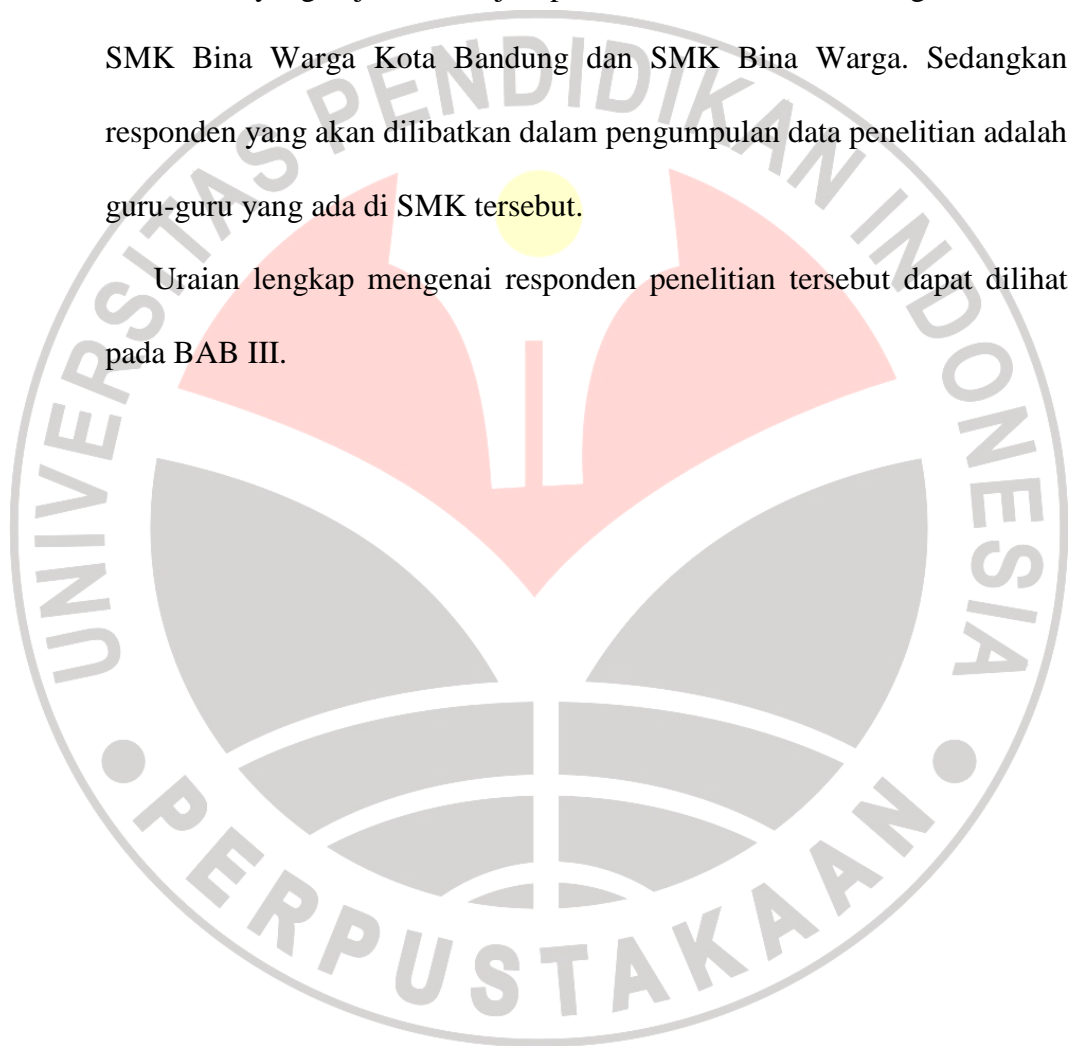 SMK Bina Warga Kota Bandung dan SMK Bina Warga. Sedangkan
responden yang akan dilibatkan dalam pengumpulan data penelitian adalah
guru-guru yang ada di SMK tersebut.
Uraian lengkap mengenai responden penelitian tersebut dapat dilihat
pada BAB III.
UNIVERSITAS PENDIDIKAN INDONESIA
PERPUSTAKAAN